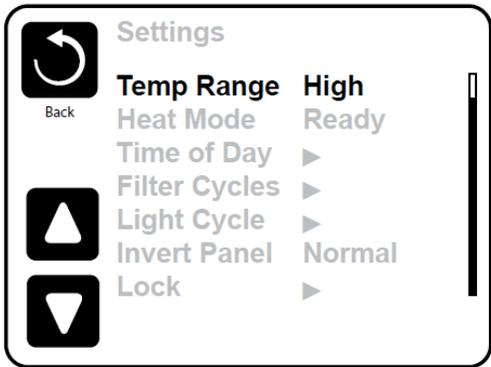 Settings
Back
Temp Range High
Heat Mode Ready
Time of Day
Filter Cycles
Light Cycle
Invert Panel Normal
Lock